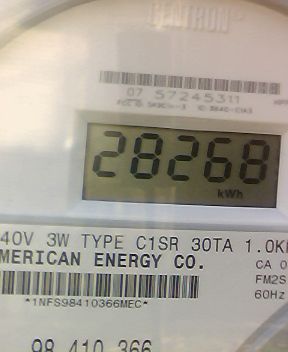 CENTRON
07 57245311
28268
kWh
40V 3W TYPE C1SR 30TA 1.0K
MERICAN ENERGY CO.
CA 0
FM2S
60Hz
*1NFS98410366MEC*
98 410 366